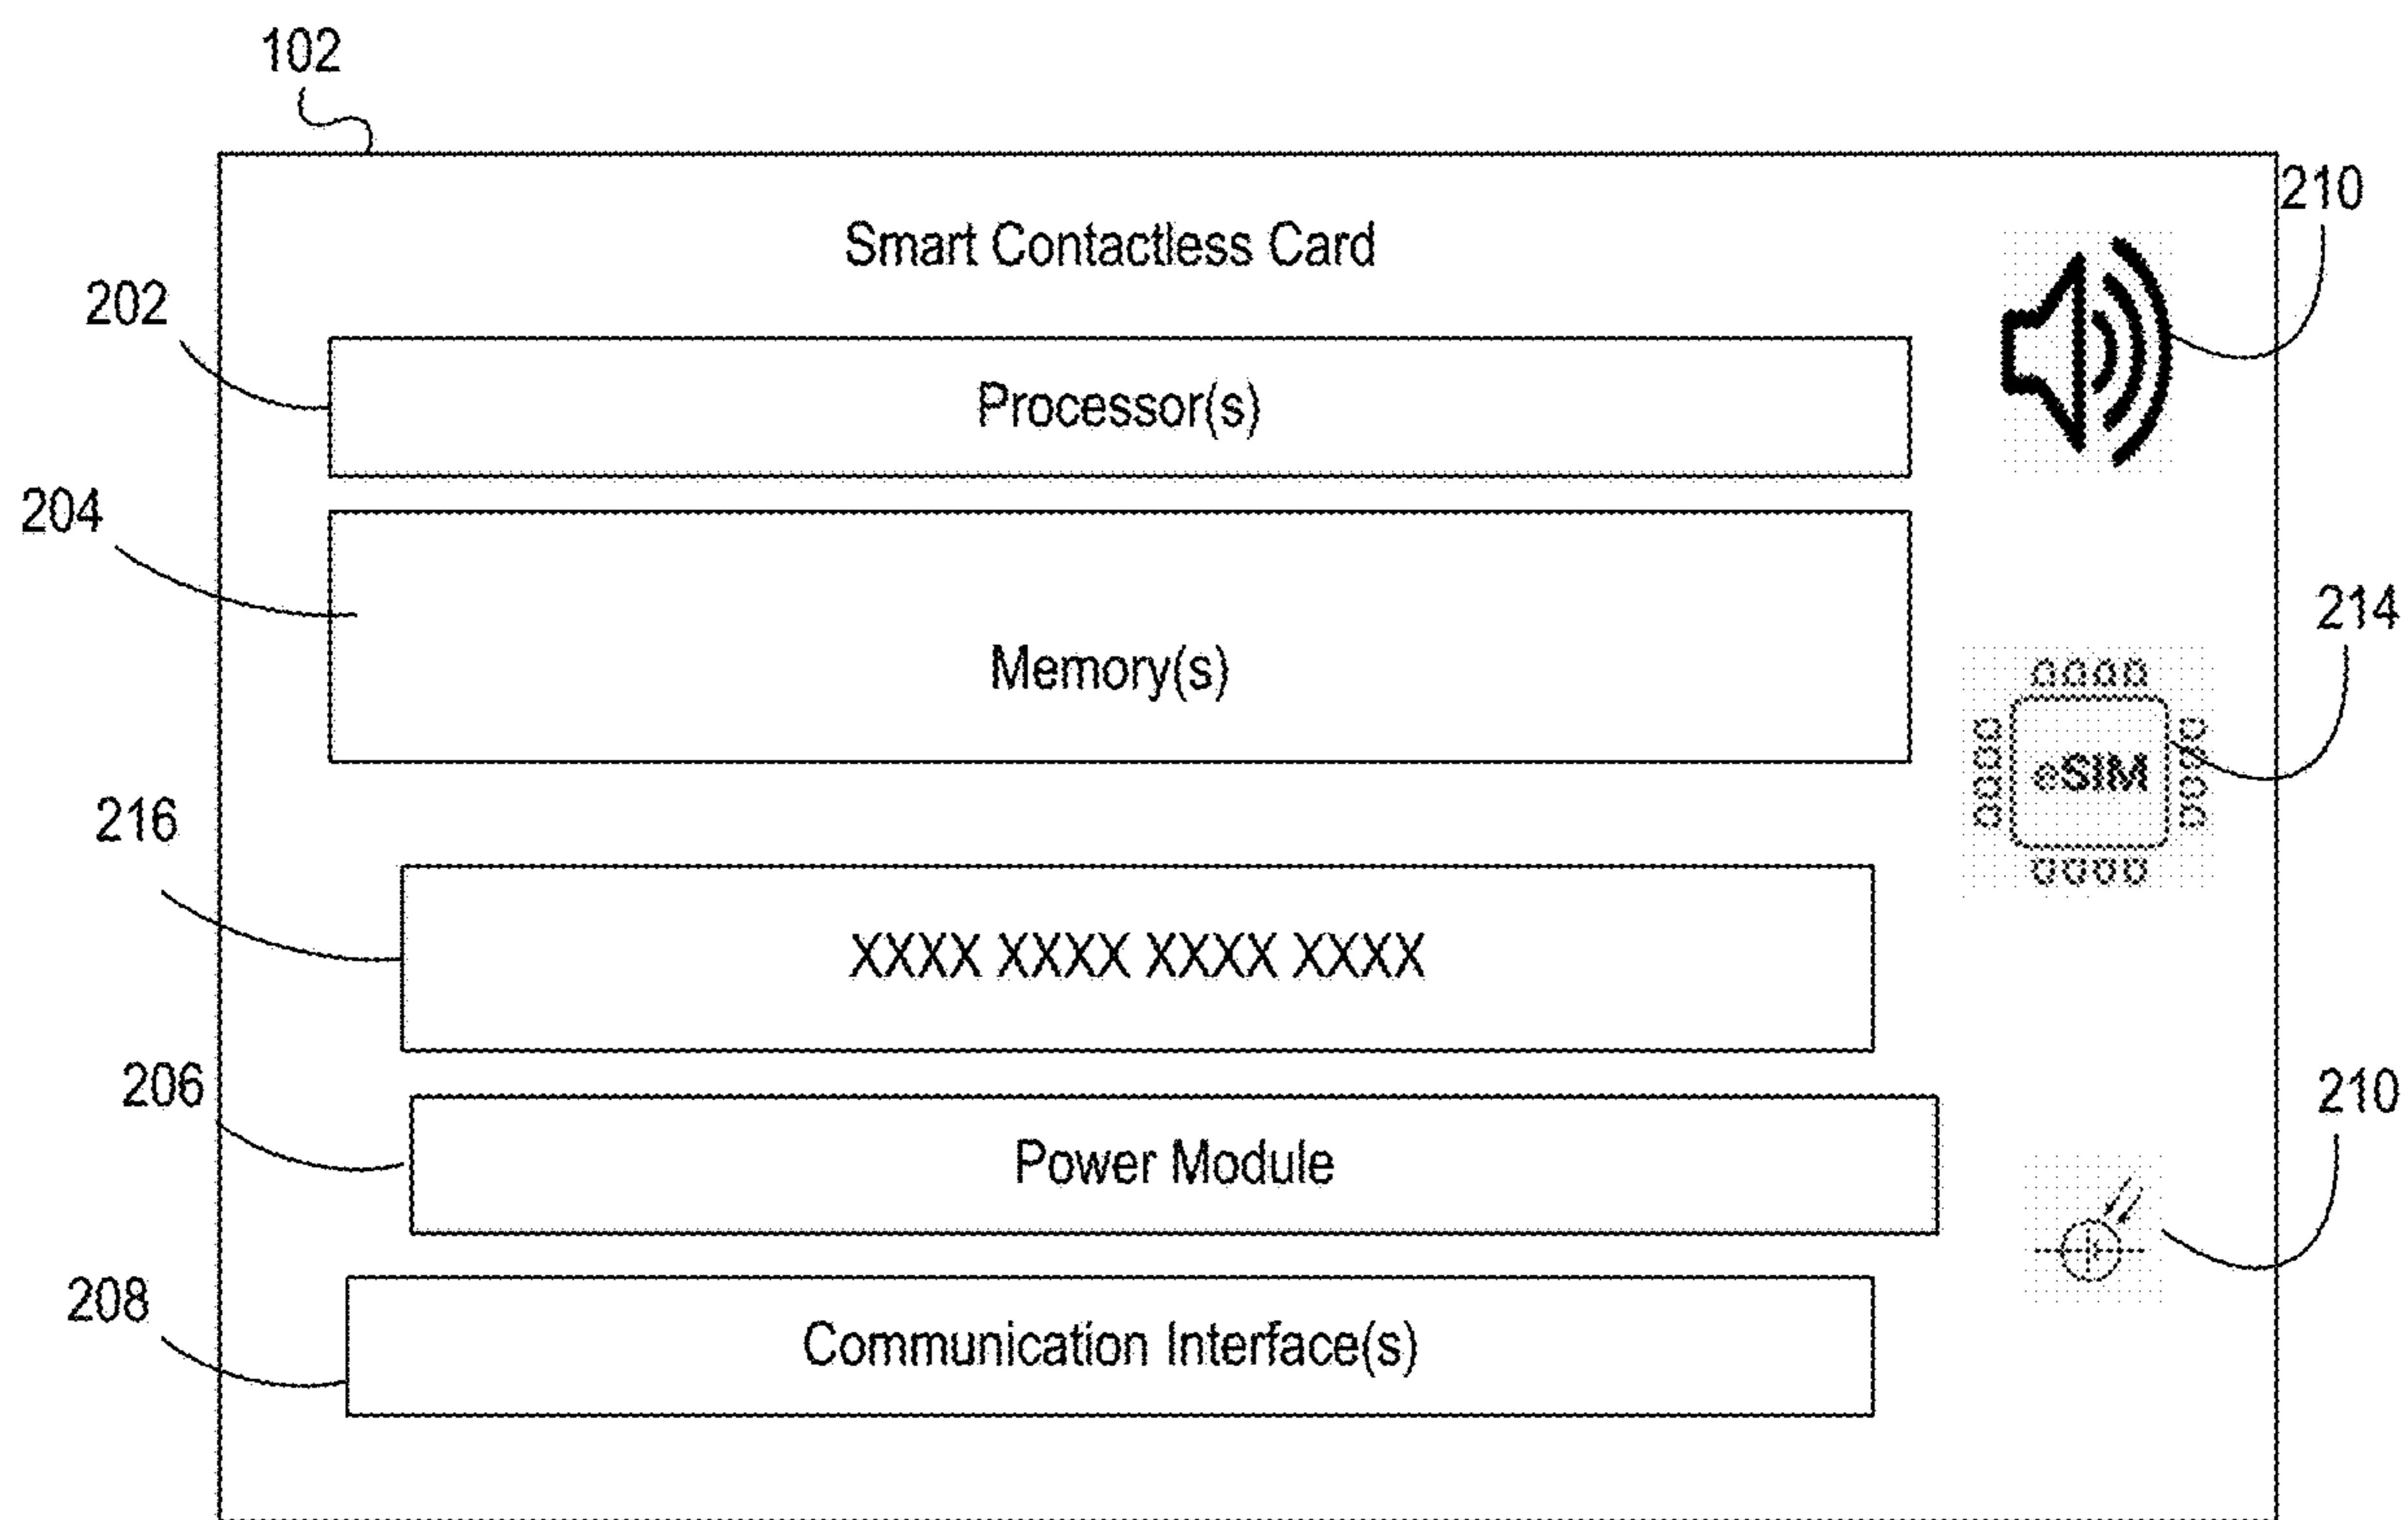 102
210
Smart Contactless Card
202
Processor(s)
204
214
Memory(s)
eSIM
216
XXXX XXXX XXXX XXXX
206
210
Power Module
208
Communication Interface(s)